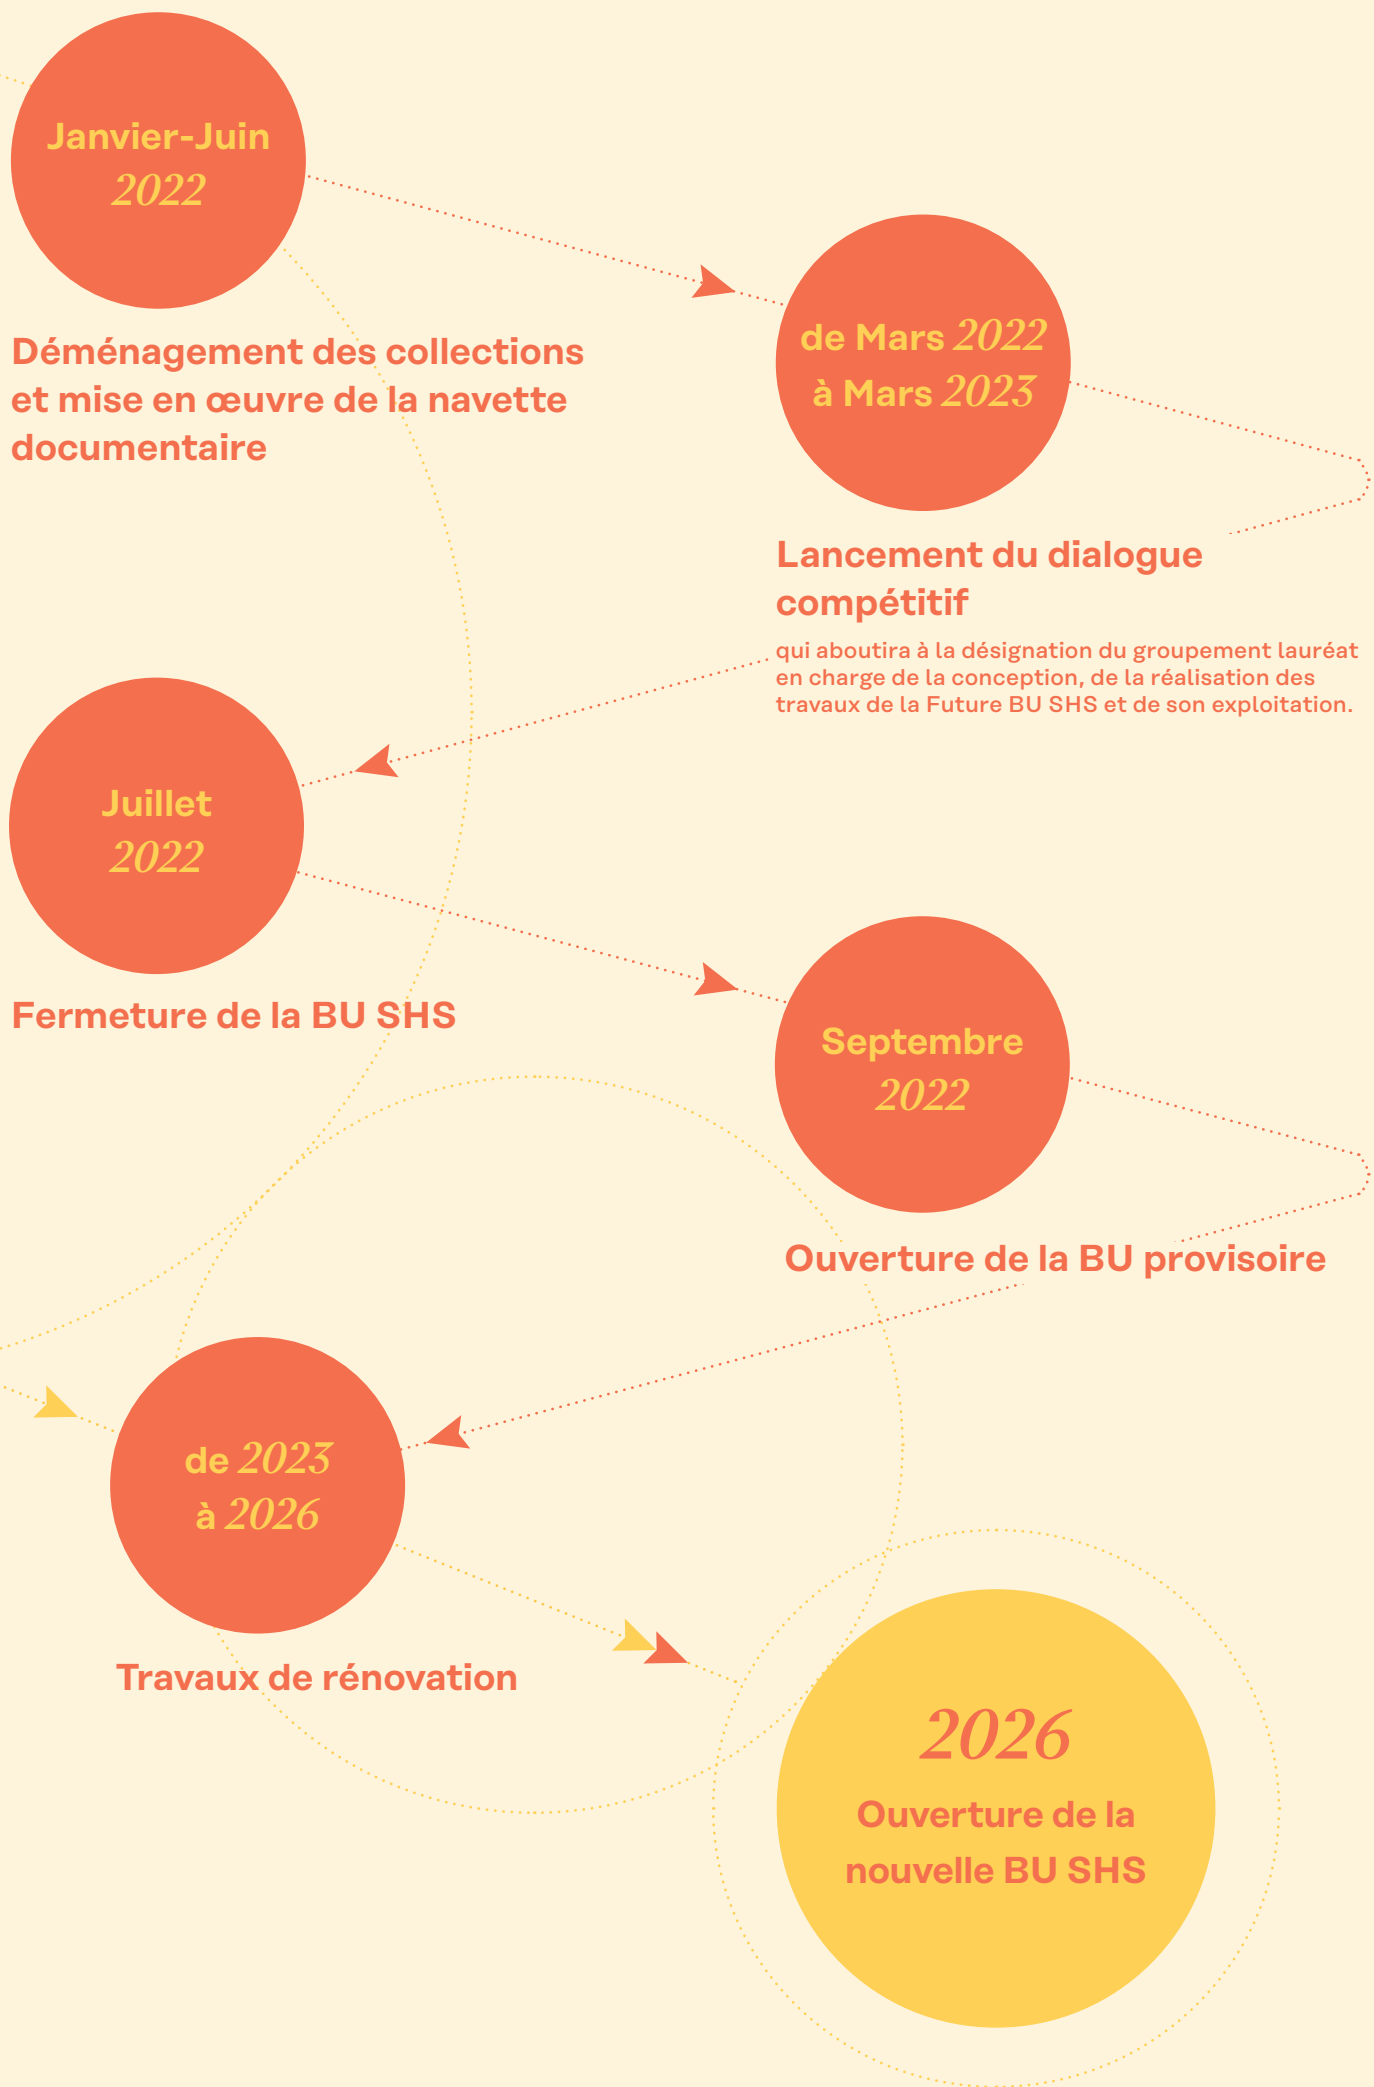 Janvier-Juin
2022
Déménagement des collections
et mise en œuvre de la navette
documentaire
de Mars 2022
à Mars 2023
Lancement du dialogue
compétitif
qui aboutira à la désignation du groupement lauréat
en charge de la conception, de la réalisation des
travaux de la Future BU SHS et de son exploitation.
Juillet
2022
Fermeture de la BU SHS
Septembre
2022
Ouverture de la BU provisoire
de 2023
à 2026
Travaux de rénovation
2026
Ouverture de la
nouvelle BU SHS